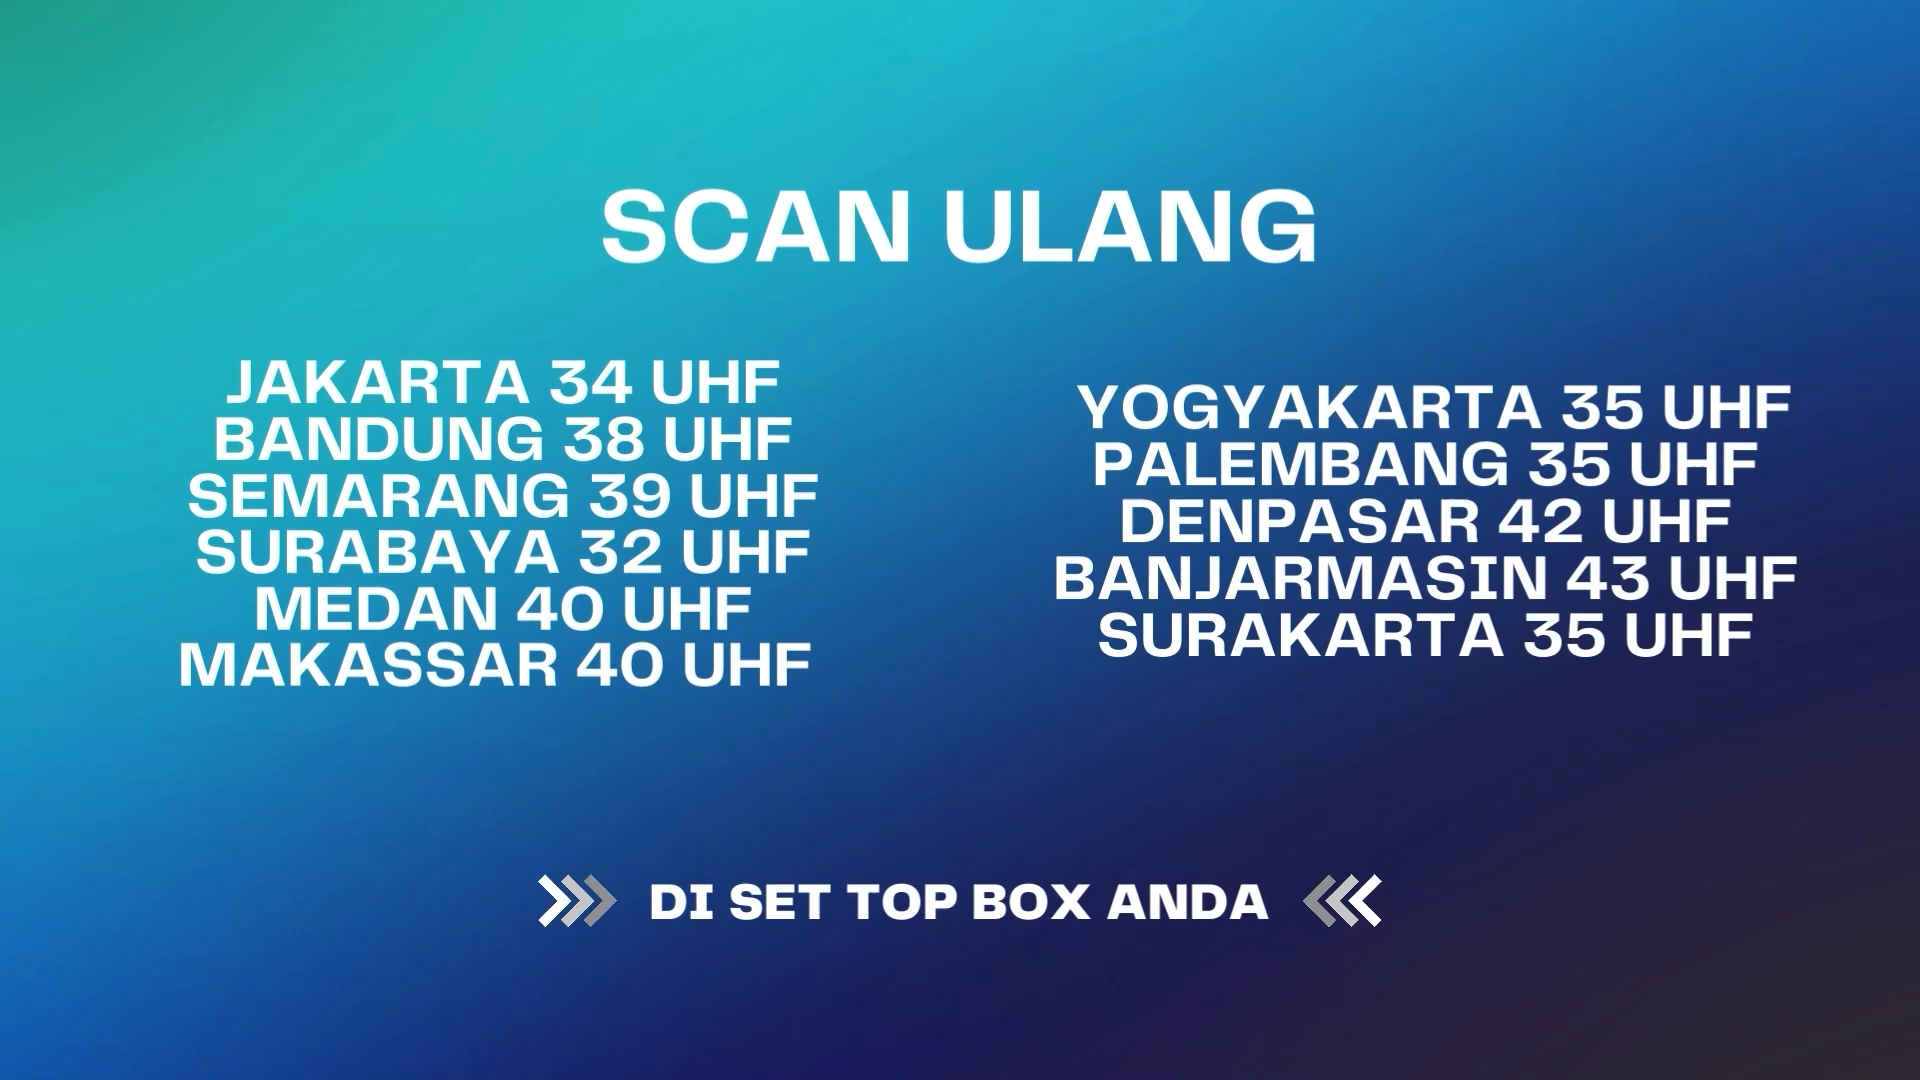 SCAN ULANG
JAKARTA 34 UHF
BANDUNG 38 UHF
SEMARANG 39 UHF
SURABAYA 32 UHF
MEDAN 40 UHF
MAKASSAR 40 UHF
YOGYAKARTA 35 UHF
PALEMBANG 35 UHF
DENPASAR 42 UHF
BANJARMASIN 43 UHF
SURAKARTA 35 UHF
DI SET TOP BOX ANDA